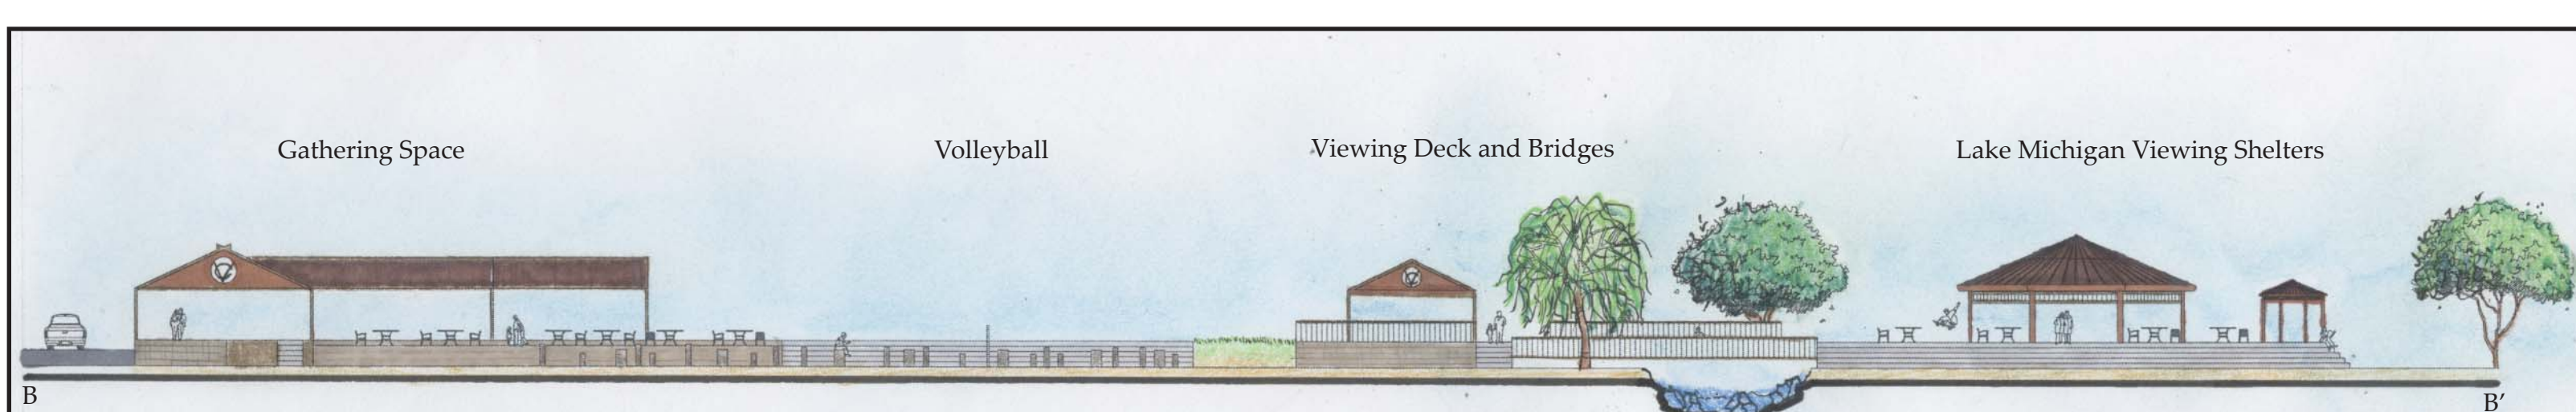 Gathering Space
Volleyball
Viewing Deck and Bridges
Lake Michigan Viewing Shelters
B
B'